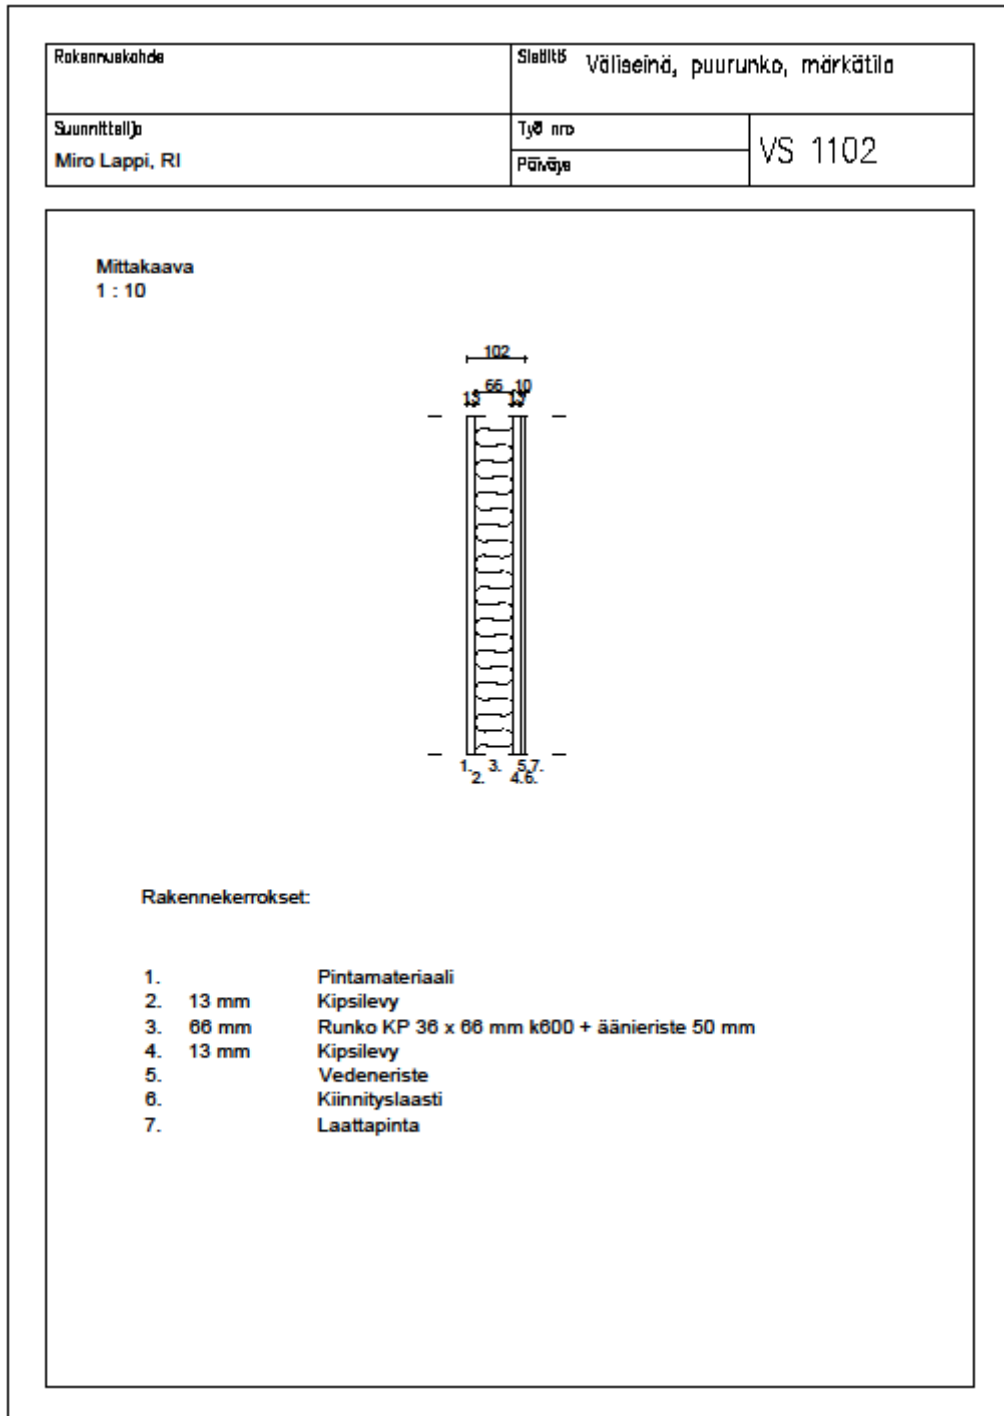 Rakennuskohde
Sisältö Väliseinä, puurunko, märkätila
Suunnittelija
Miro Lappi, RI
Työ nro
Päiväys
VS 1102
Mittakaava
1 : 10
102
66 10
13 13
1. 3. 5. 7.
2. 4. 6.
Rakennekerrokset:
1. Pintamateriaali
2. 13 mm Kipsilevy
3. 66 mm Runko KP 36 x 66 mm k600 + äänieriste 50 mm
4. 13 mm Kipsilevy
5. Vedeneriste
6. Kiinnityslaasti
7. Laattapinta